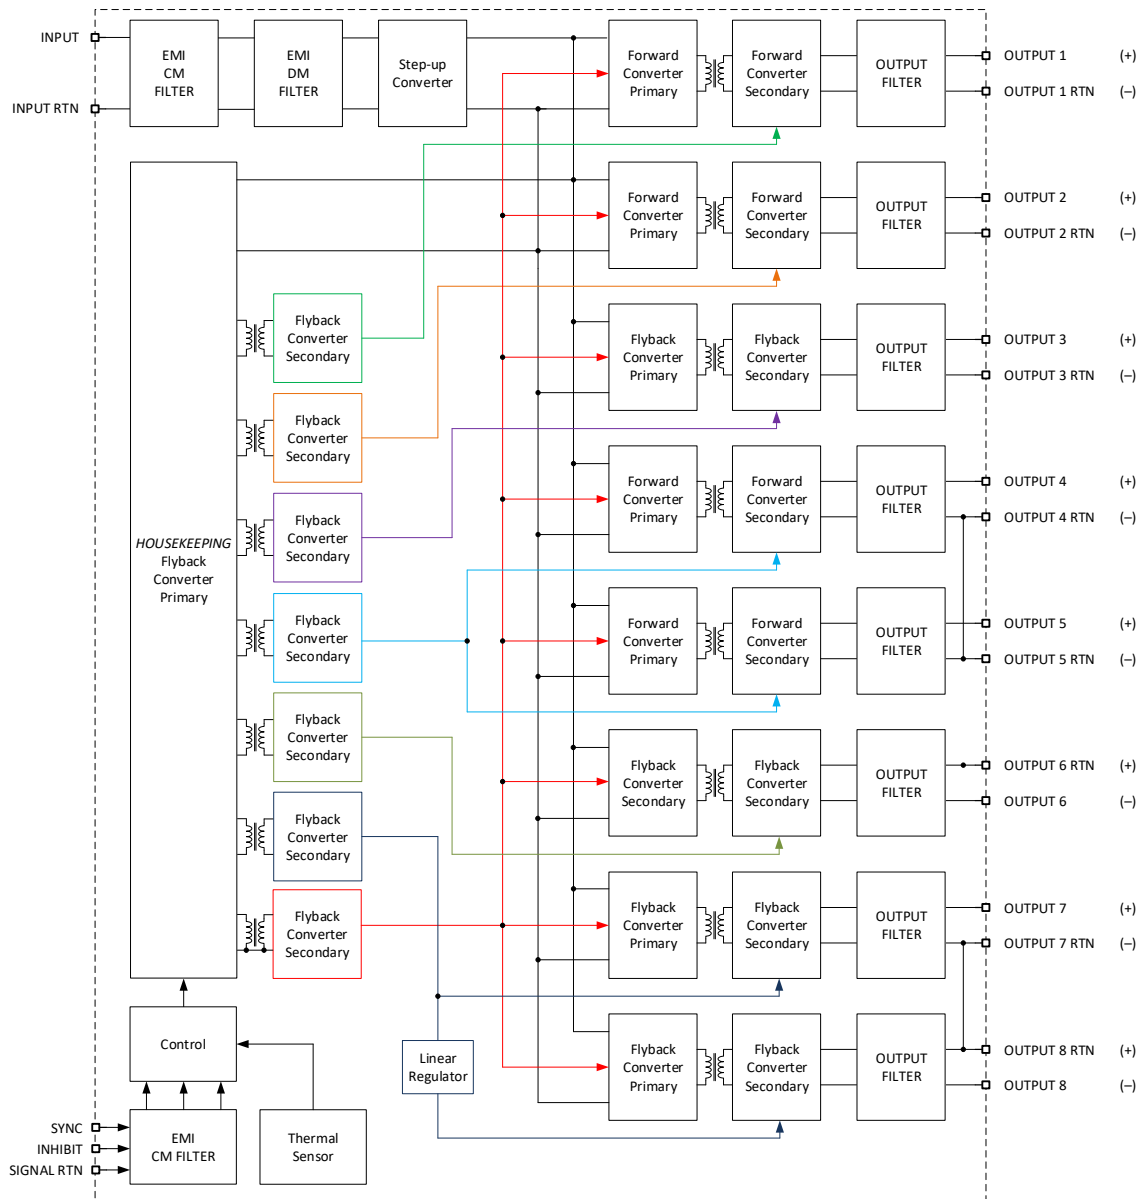 INPUT
INPUT RTN
EMI
CM
FILTER
EMI
DM
FILTER
Step-up
Converter
Forward
Converter
Primary
Forward
Converter
Secondary
OUTPUT
FILTER
OUTPUT 1 (+)
OUTPUT 1 RTN (–)
Forward
Converter
Primary
Forward
Converter
Secondary
OUTPUT
FILTER
OUTPUT 2 (+)
OUTPUT 2 RTN (–)
Flyback
Converter
Primary
Flyback
Converter
Secondary
OUTPUT
FILTER
OUTPUT 3 (+)
OUTPUT 3 RTN (–)
Forward
Converter
Primary
Forward
Converter
Secondary
OUTPUT
FILTER
OUTPUT 4 (+)
OUTPUT 4 RTN (–)
Forward
Converter
Primary
Forward
Converter
Secondary
OUTPUT
FILTER
OUTPUT 5 (+)
OUTPUT 5 RTN (–)
Flyback
Converter
Secondary
Flyback
Converter
Secondary
OUTPUT
FILTER
OUTPUT 6 RTN (+)
OUTPUT 6 (–)
Flyback
Converter
Primary
Flyback
Converter
Secondary
OUTPUT
FILTER
OUTPUT 7 (+)
OUTPUT 7 RTN (–)
Flyback
Converter
Primary
Flyback
Converter
Secondary
OUTPUT
FILTER
OUTPUT 8 RTN (+)
OUTPUT 8 (–)
HOUSEKEEPING
Flyback
Converter
Primary
Flyback
Converter
Secondary
Flyback
Converter
Secondary
Flyback
Converter
Secondary
Flyback
Converter
Secondary
Flyback
Converter
Secondary
Flyback
Converter
Secondary
Flyback
Converter
Secondary
Control
Linear
Regulator
SYNC
INHIBIT
SIGNAL RTN
EMI
CM FILTER
Thermal
Sensor